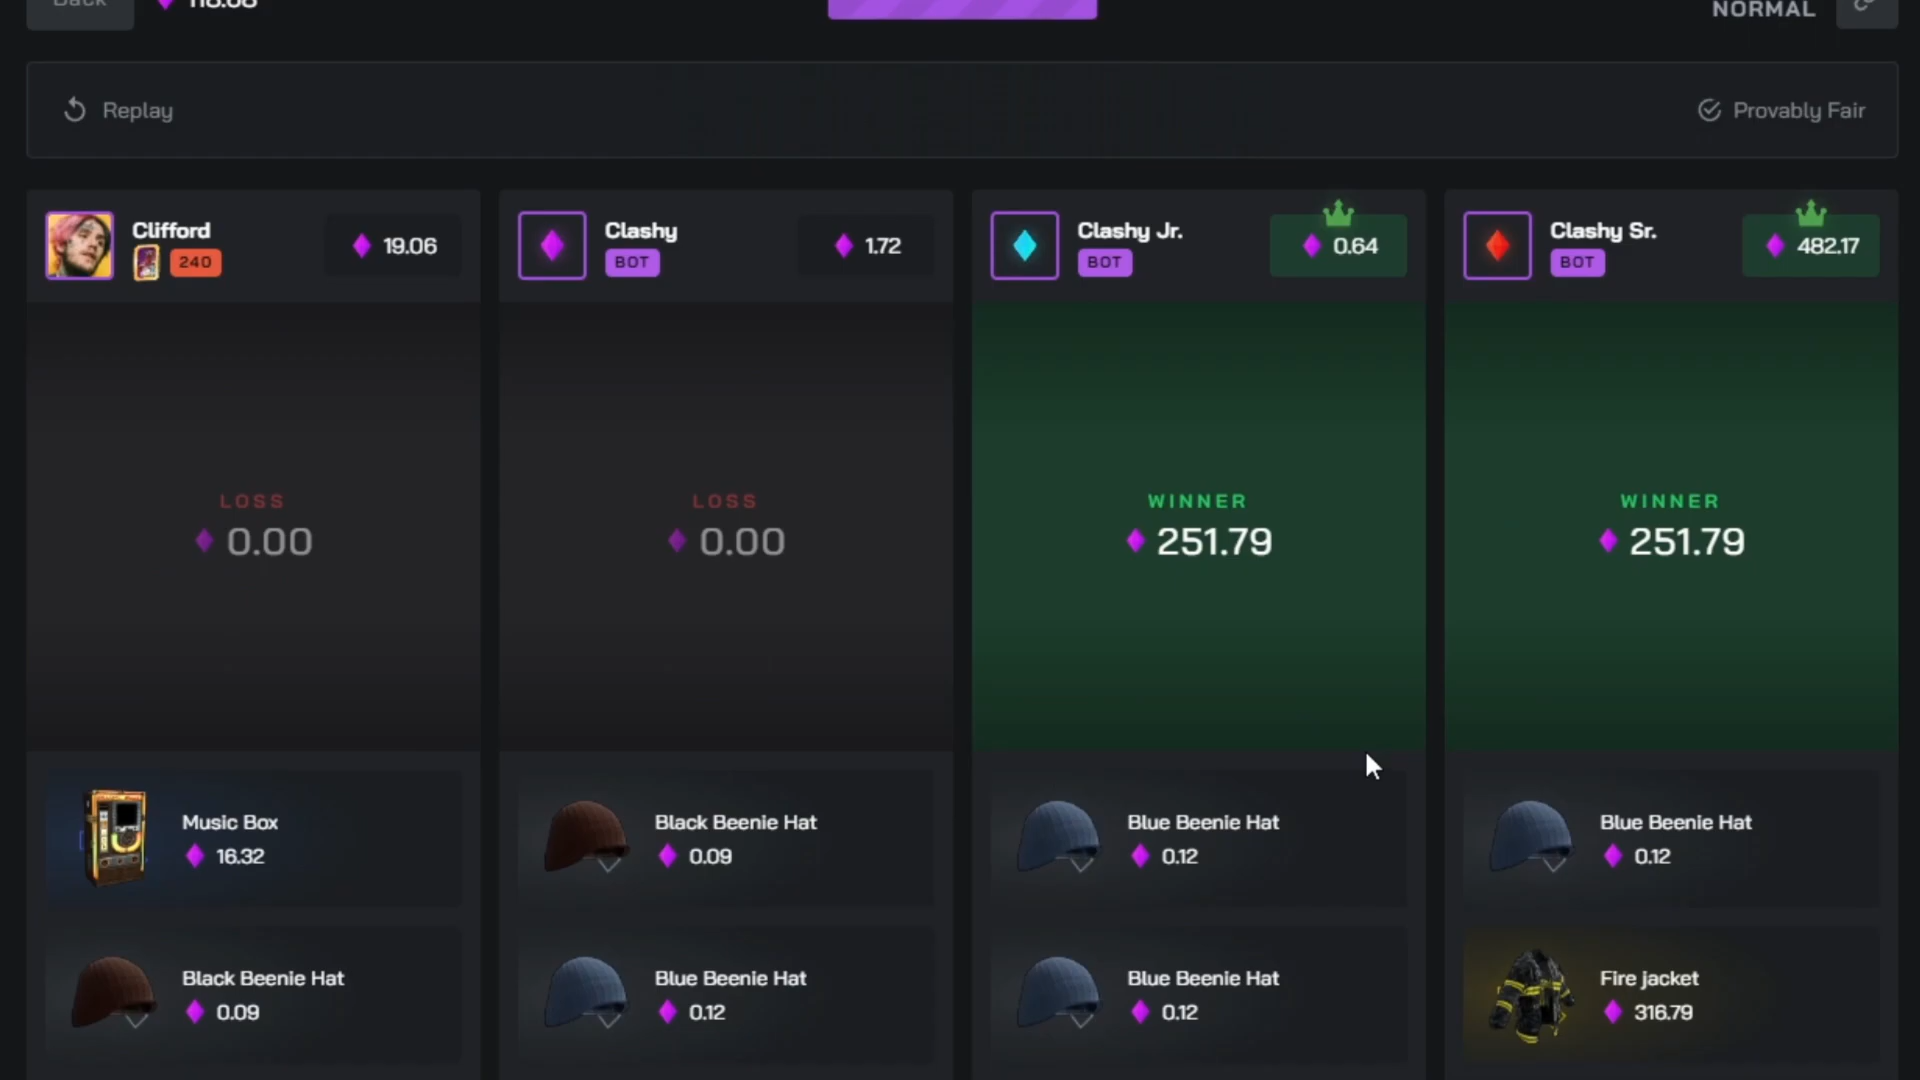 NORMAL
Replay
Provably Fair
Clifford
240
19.06
Clashy
BOT
1.72
Clashy Jr.
BOT
0.64
Clashy Sr.
BOT
482.17
LOSS
0.00
LOSS
0.00
WINNER
251.79
WINNER
251.79
Music Box
16.32
Black Beenie Hat
0.09
Blue Beenie Hat
0.12
Blue Beenie Hat
0.12
Black Beenie Hat
0.09
Blue Beenie Hat
0.12
Blue Beenie Hat
0.12
Fire jacket
316.79